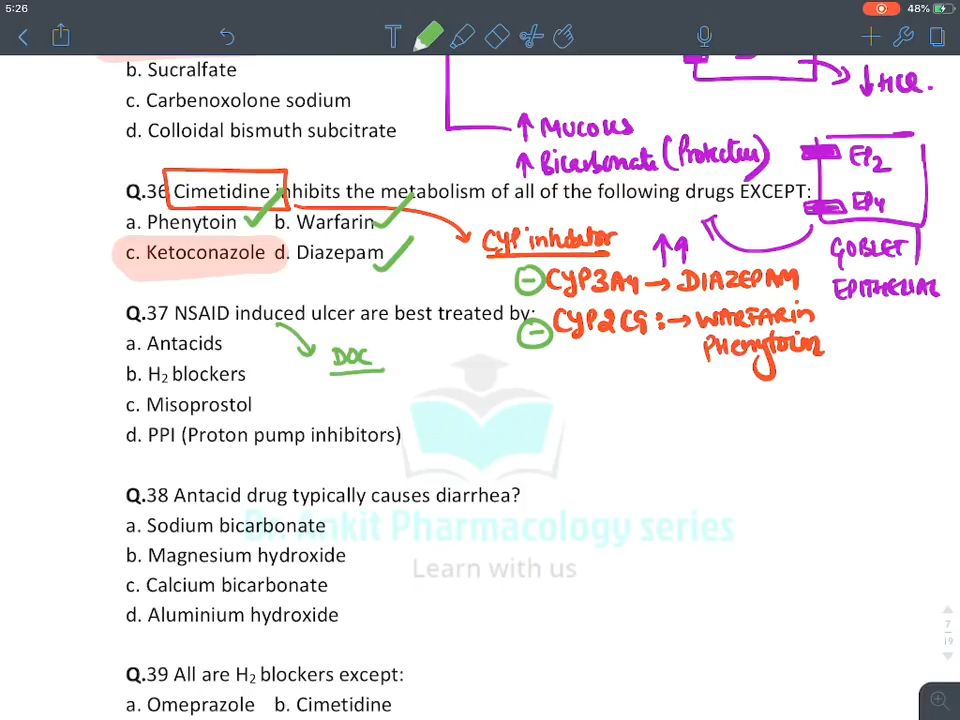 5:26
48%
T
b. Sucralfate
c. Carbenoxolone sodium
d. Colloidal bismuth subcitrate
↓ HCl.
↑ Mucous
↑ Bicarbonate (Protective)
EP2
EP4
GOBLET
EPITHELIAL
Q.36 Cimetidine inhibits the metabolism of all of the following drugs EXCEPT:
a. Phenytoin b. Warfarin
c. Ketoconazole d. Diazepam
CYP inhibitor
↑↑
⊖ CYP3A4 → DIAZEPAM
⊖ CYP2C9: → WARFARIN
Phenytoin
Q.37 NSAID induced ulcer are best treated by:
a. Antacids
DOC
b. H₂ blockers
c. Misoprostol
d. PPI (Proton pump inhibitors)
Q.38 Antacid drug typically causes diarrhea?
a. Sodium bicarbonate
Dr. Ankit Pharmacology series
b. Magnesium hydroxide
Learn with us
c. Calcium bicarbonate
d. Aluminium hydroxide
7
19
Q.39 All are H₂ blockers except:
a. Omeprazole b. Cimetidine